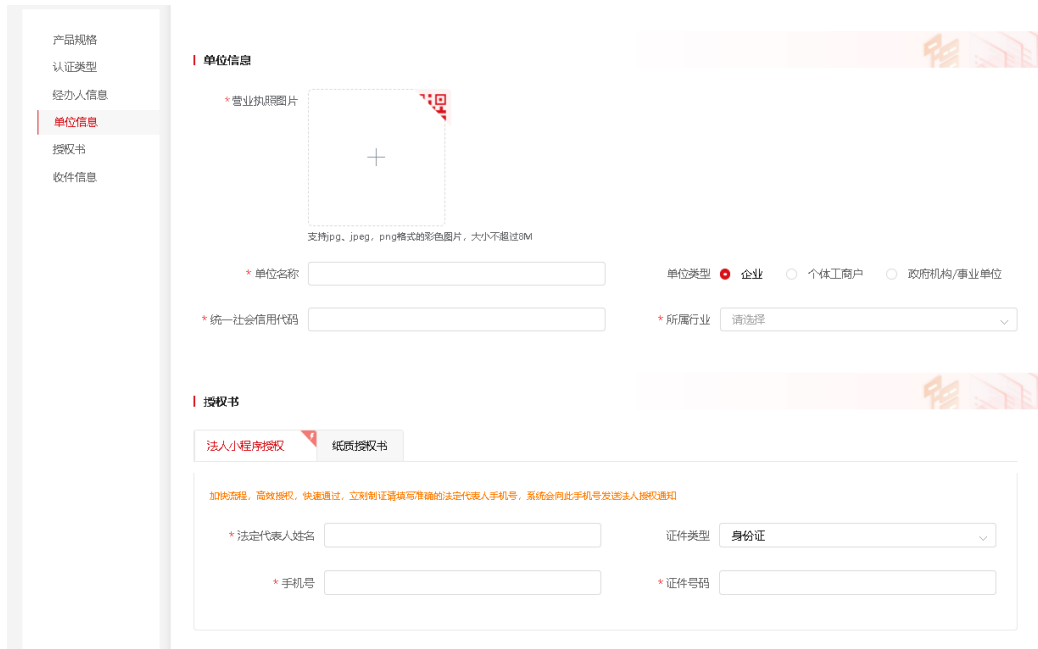 产品规格
认证类型
经办人信息
单位信息
授权书
收件信息
单位信息
*营业执照图片
支持jpg、jpeg，png格式的彩色图片，大小不超过8M
* 单位名称
单位类型 企业 个体工商户 政府机构/事业单位
* 统一社会信用代码
* 所属行业 请选择
授权书
法人小程序授权 纸质授权书
加快流程，高效授权，快速通过，立刻制证请填写准确的法定代表人手机号，系统会向此手机号发送法人授权通知
* 法定代表人姓名
证件类型 身份证
* 手机号
* 证件号码